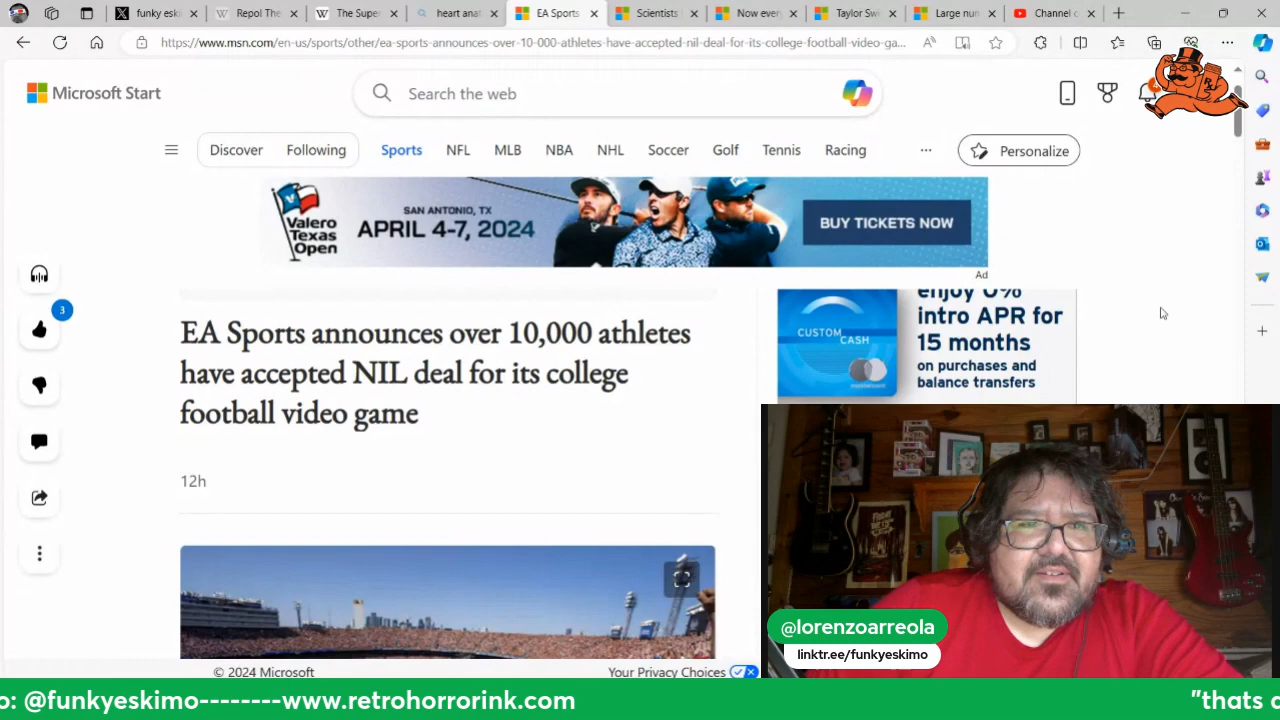 funky esk
Repol The
The Super
heart anat
EA Sports
Scientists
Now every
Taylor Swi
Large num
Channel c
https://www.msn.com/en-us/sports/other/ea-sports-announces-over-10-000-athletes-have-accepted-nil-deal-for-its-college-football-video-ga...
Microsoft Start
Search the web
Discover
Following
Sports
NFL
MLB
NBA
NHL
Soccer
Golf
Tennis
Racing
Personalize
Valero Texas Open
SAN ANTONIO, TX
APRIL 4-7, 2024
BUY TICKETS NOW
Ad
3
EA Sports announces over 10,000 athletes
have accepted NIL deal for its college
football video game
12h
enjoy 0%
intro APR for
15 months
on purchases and
balance transfers
CUSTOM
CASH
mastercard
FRIDAY THE 13TH
@lorenzoarreola
linktr.ee/funkyeskimo
© 2024 Microsoft
Your Privacy Choices
o: @funkyeskimo--------www.retrohorrorink.com
"thats c